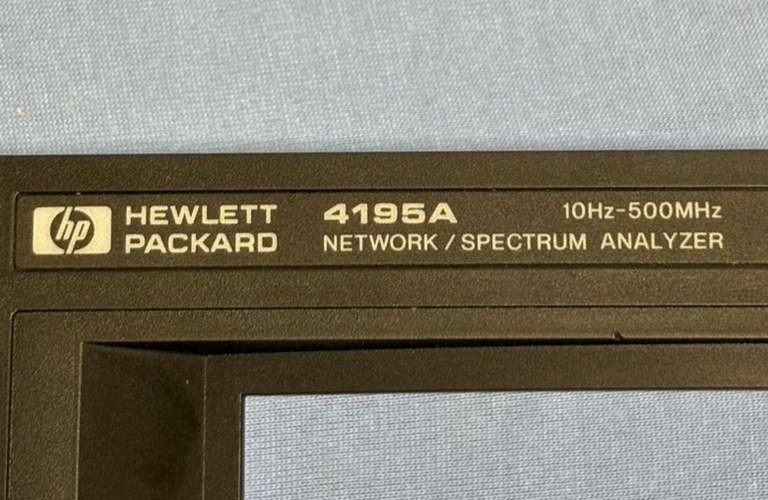 hp HEWLETT PACKARD 4195A 10Hz-500MHz
NETWORK / SPECTRUM ANALYZER